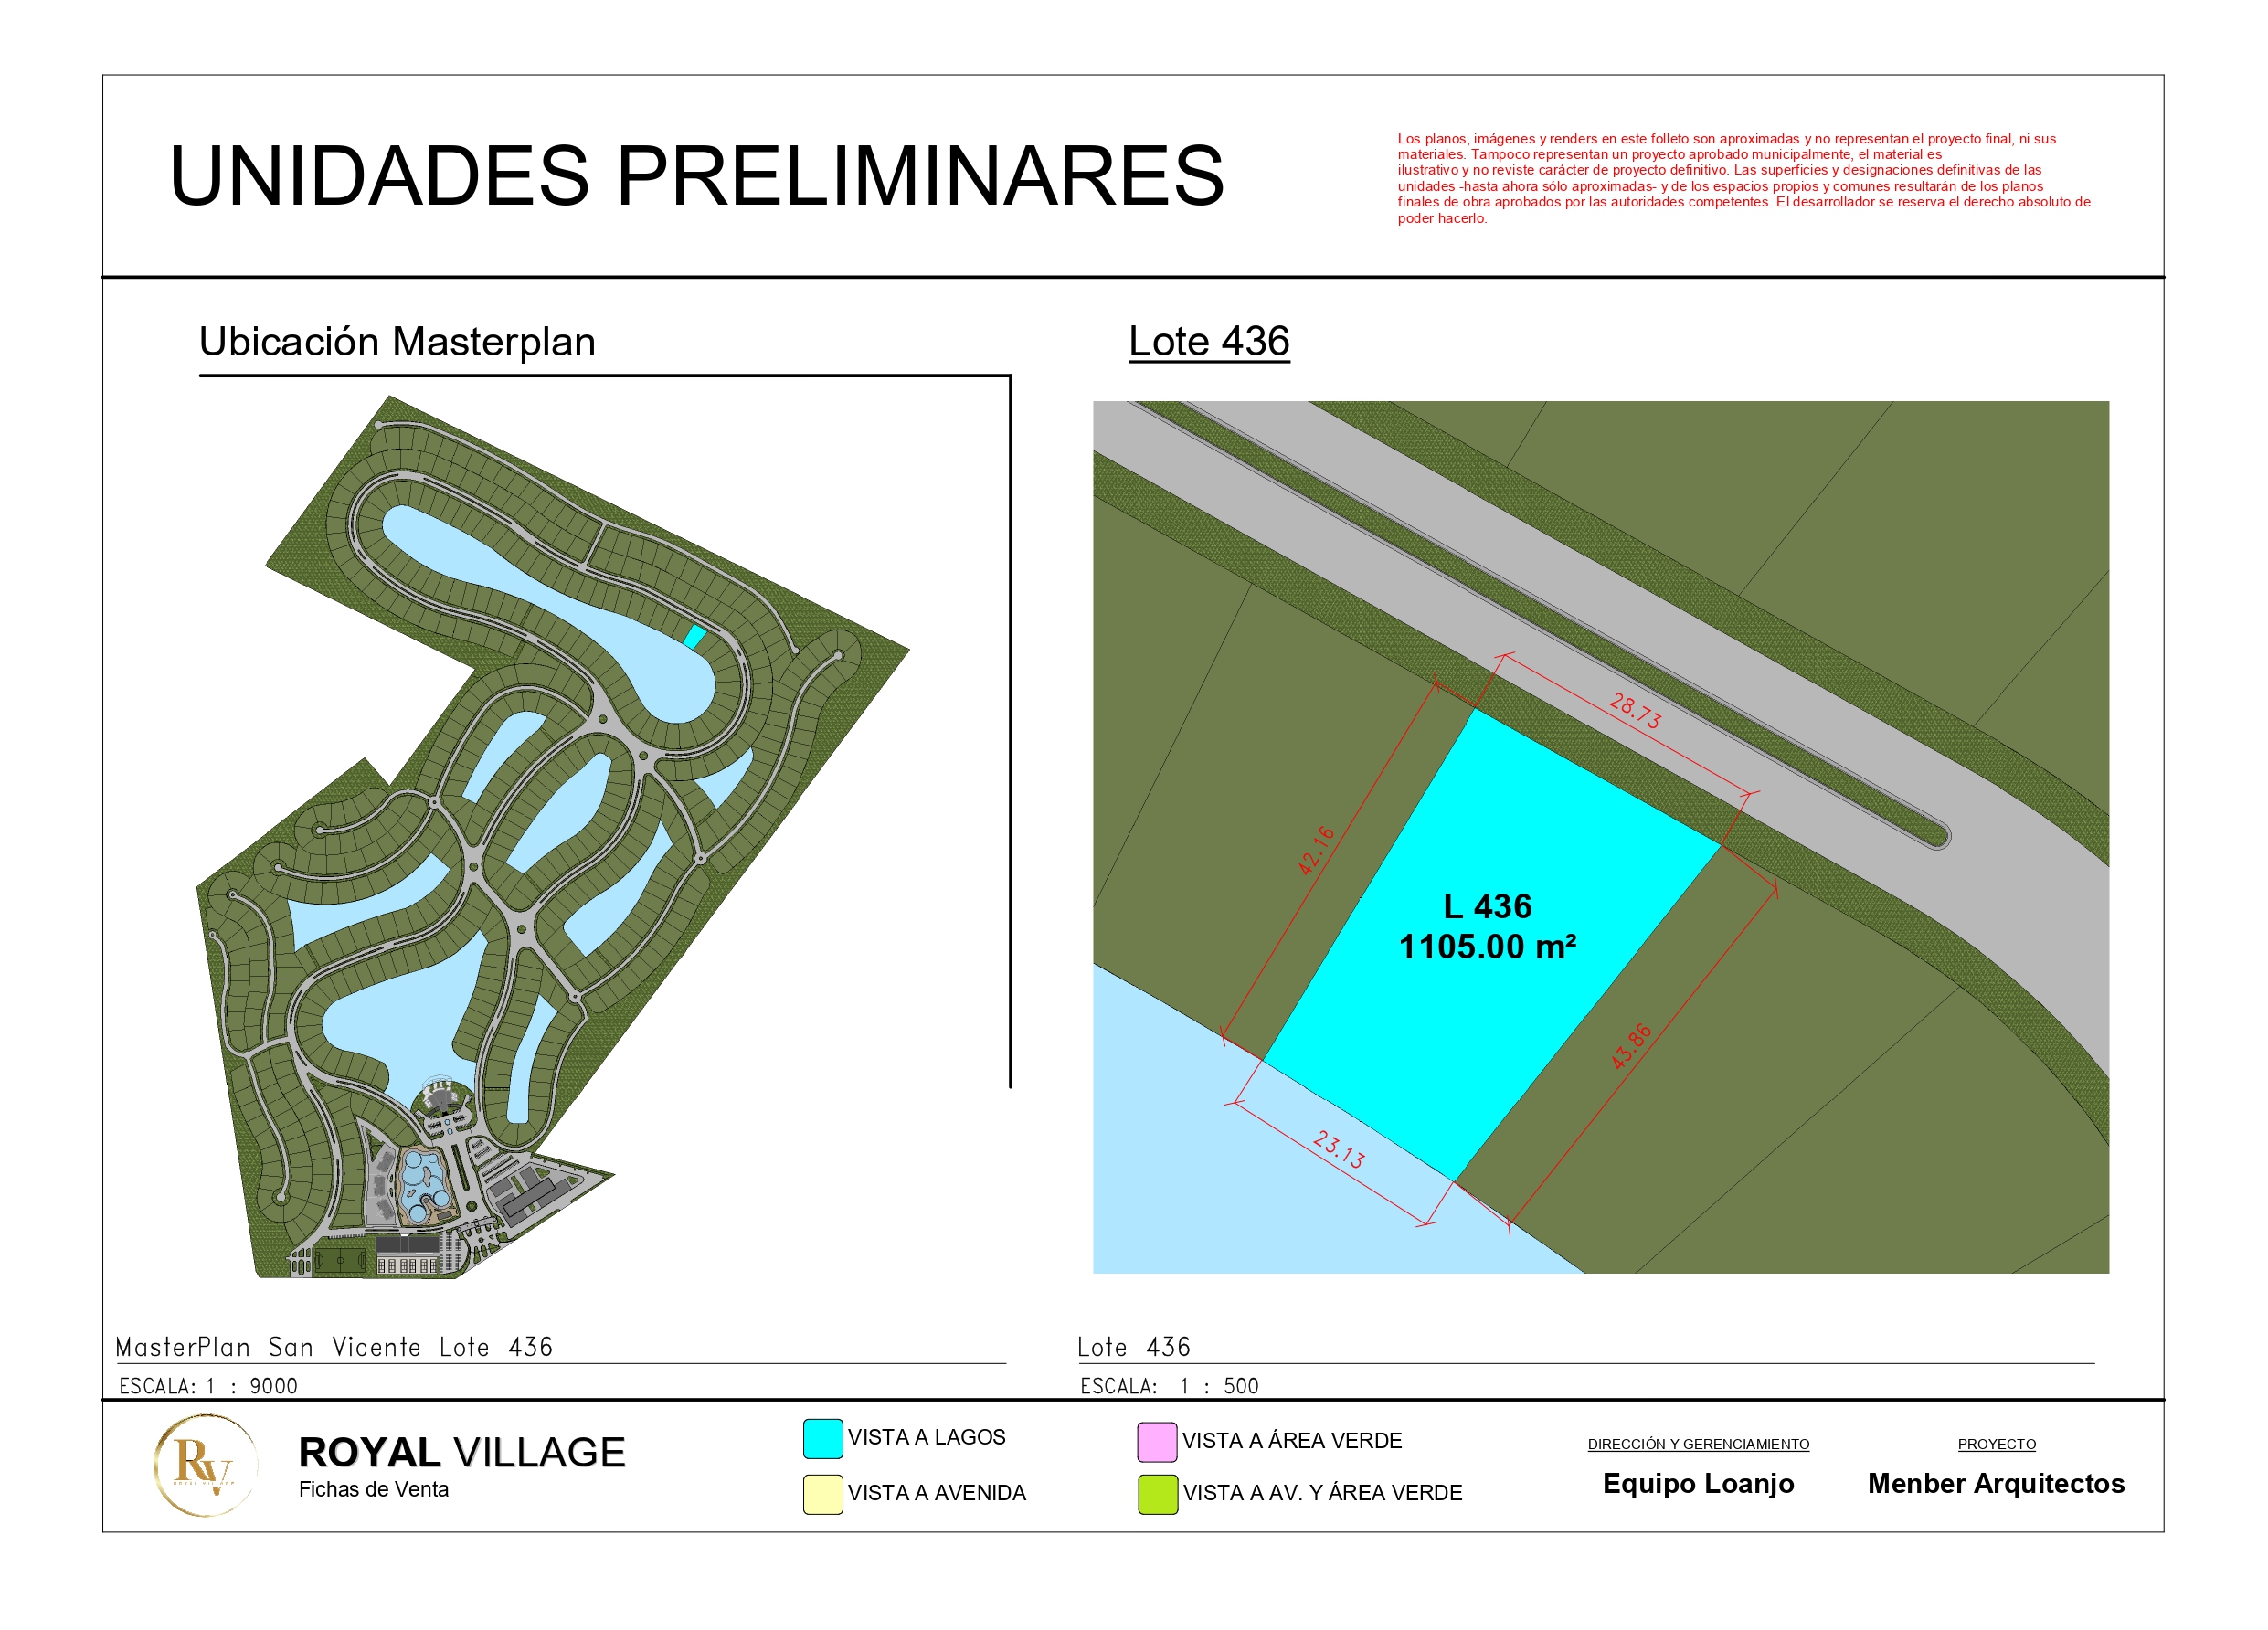 UNIDADES PRELIMINARES
Los planos, imágenes y renders en este folleto son aproximadas y no representan el proyecto final, ni sus
materiales. Tampoco representan un proyecto aprobado municipalmente, el material es
ilustrativo y no reviste carácter de proyecto definitivo. Las superficies y designaciones definitivas de las
unidades -hasta ahora sólo aproximadas- y de los espacios propios y comunes resultarán de los planos
finales de obra aprobados por las autoridades competentes. El desarrollador se reserva el derecho absoluto de
poder hacerlo.
Ubicación Masterplan
Lote 436
28.73
42.16
L 436
1105.00 m²
43.86
23.13
MasterPlan San Vicente Lote 436
ESCALA: 1 : 9000
Lote 436
ESCALA: 1 : 500
RV
ROYAL VILLAGE
ROYAL VILLAGE
Fichas de Venta
VISTA A LAGOS
VISTA A AVENIDA
VISTA A ÁREA VERDE
VISTA A AV. Y ÁREA VERDE
DIRECCIÓN Y GERENCIAMIENTO
Equipo Loanjo
PROYECTO
Menber Arquitectos